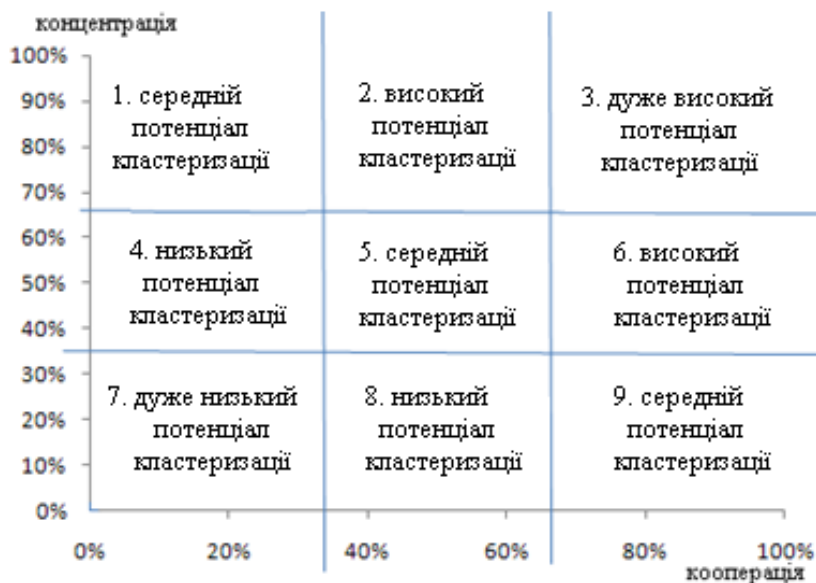 концентрація
100%
90%
80%
70%
60%
50%
40%
30%
20%
10%
0%
1. середній
потенціал
кластеризації
2. високий
потенціал
кластеризації
3. дуже високий
потенціал
кластеризації
4. низький
потенціал
кластеризації
5. середній
потенціал
кластеризації
6. високий
потенціал
кластеризації
7. дуже низький
потенціал
кластеризації
8. низький
потенціал
кластеризації
9. середній
потенціал
кластеризації
0%
20%
40%
60%
80%
100%
кооперація